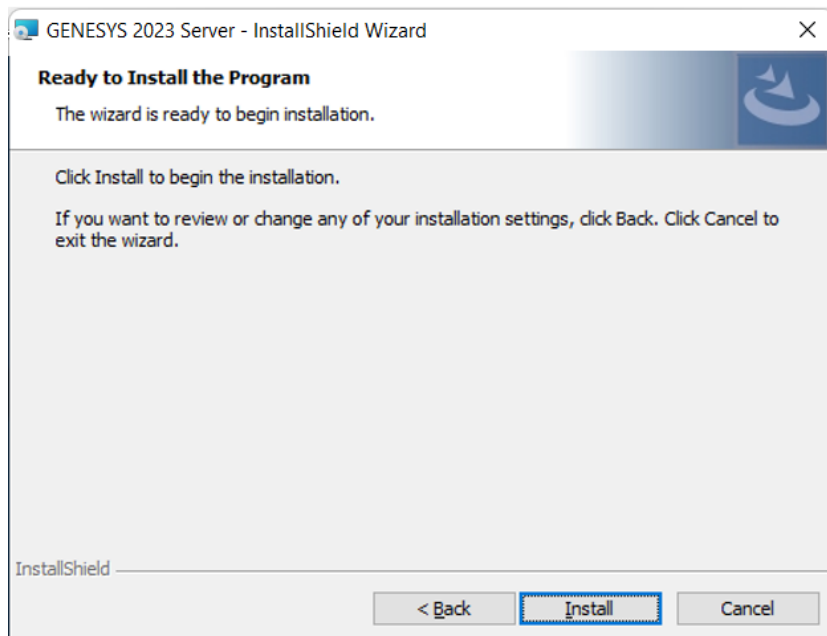 GENESYS 2023 Server - InstallShield Wizard
Ready to Install the Program
The wizard is ready to begin installation.
Click Install to begin the installation.
If you want to review or change any of your installation settings, click Back. Click Cancel to
exit the wizard.
InstallShield
< Back
Install
Cancel